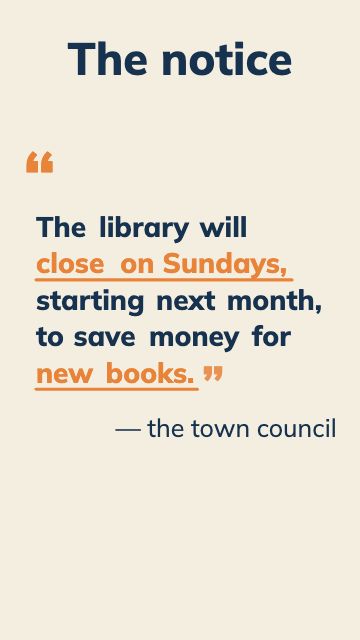 The notice
“
The library will
close on Sundays,
starting next month,
to save money for
new books.”
— the town council